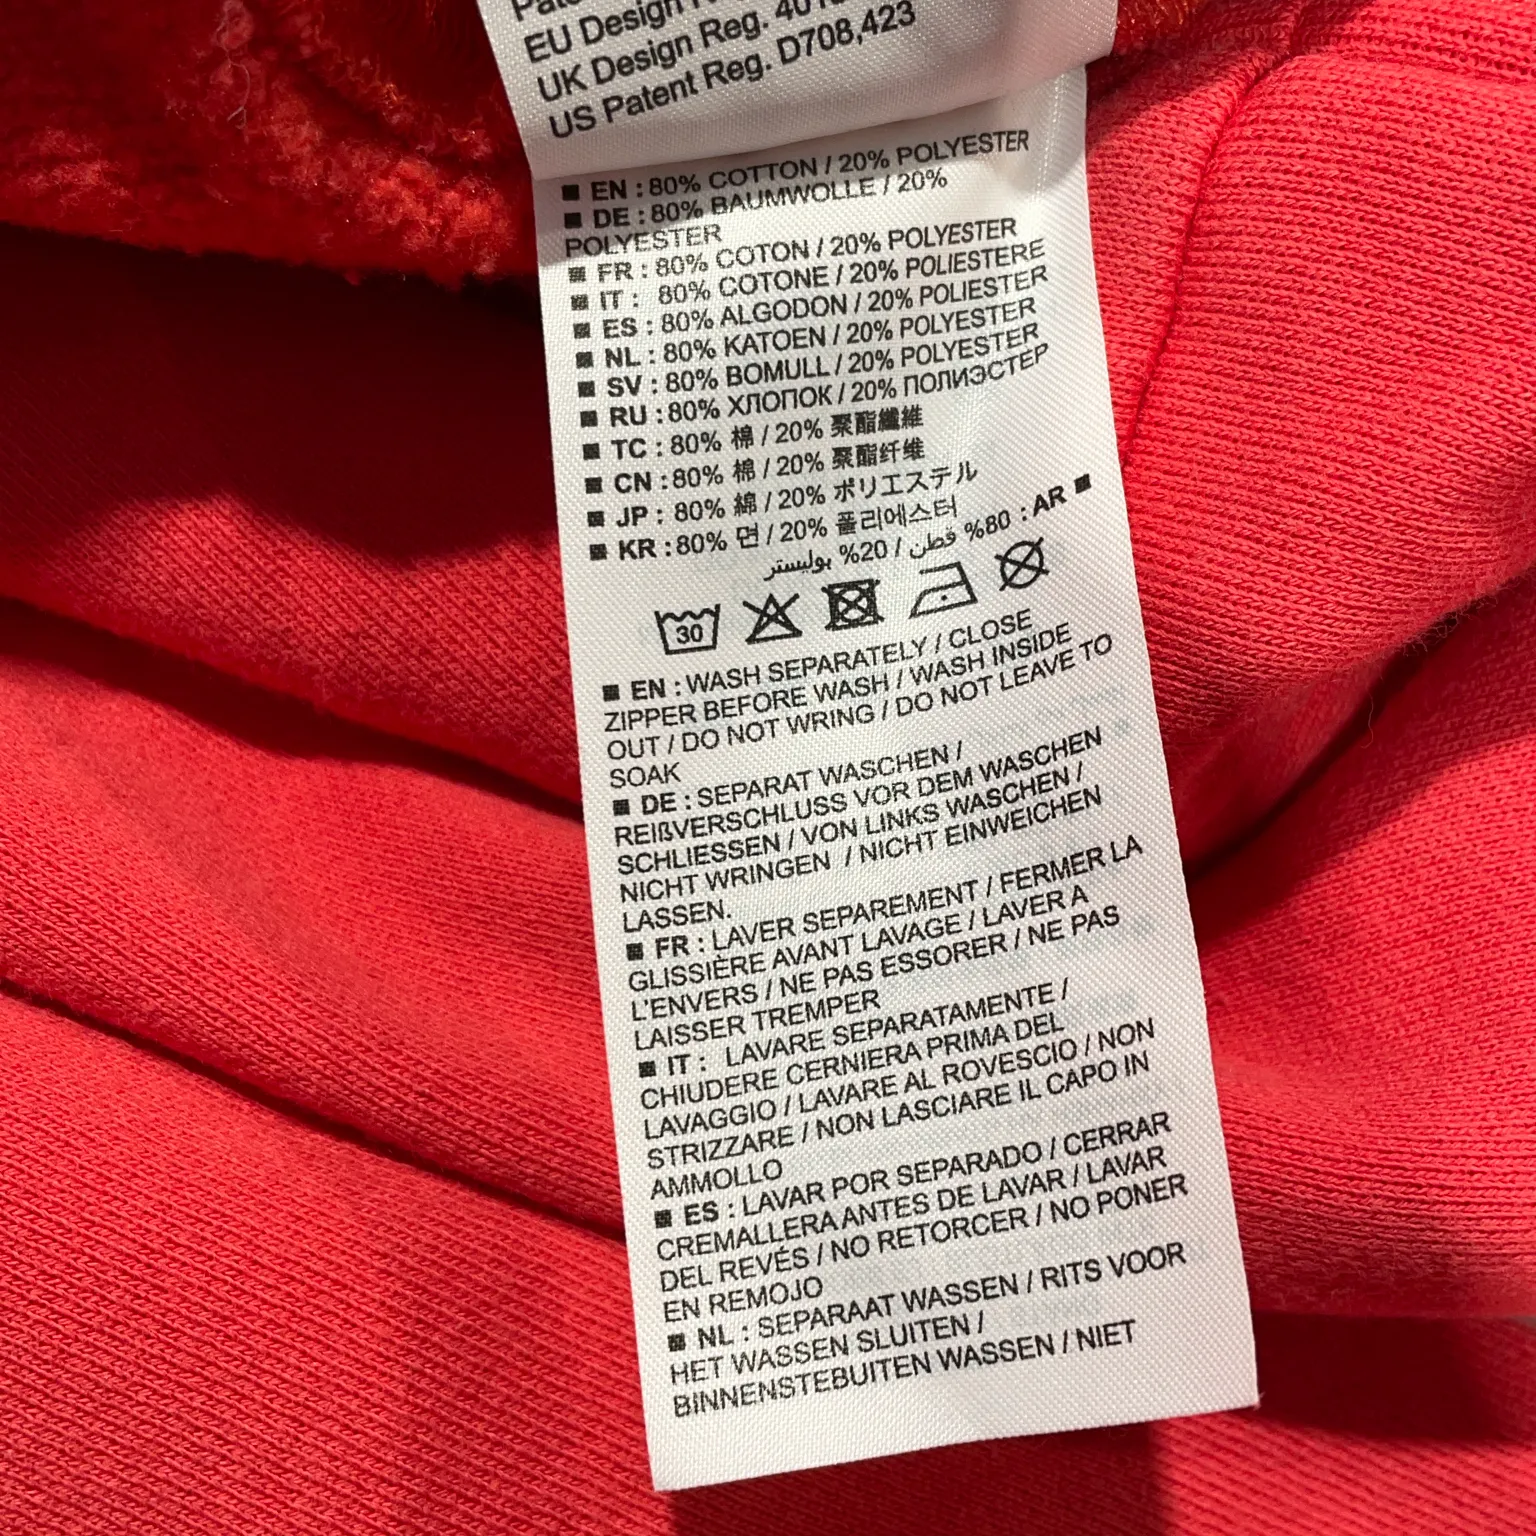 EU Design
UK Design Reg.
US Patent Reg. D708,423
■ EN : 80% COTTON / 20% POLYESTER
■ DE : 80% BAUMWOLLE / 20%
POLYESTER
■ FR : 80% COTON / 20% POLYESTER
■ IT : 80% COTONE / 20% POLIESTERE
■ ES : 80% ALGODON / 20% POLIESTER
■ NL : 80% KATOEN / 20% POLYESTER
■ SV : 80% BOMULL / 20% POLYESTER
■ RU : 80% ХЛОПОК / 20% ПОЛИЭСТЕР
■ TC : 80% 棉 / 20% 聚酯纖維
■ CN : 80% 棉 / 20% 聚酯纤维
■ JP : 80% 綿 / 20% ポリエステル
■ KR : 80% 면 / 20% 폴리에스터
■ AR : 80% قطن / 20% بوليستر
30
■ EN : WASH SEPARATELY / CLOSE
ZIPPER BEFORE WASH / WASH INSIDE
OUT / DO NOT WRING / DO NOT LEAVE TO
SOAK
■ DE : SEPARAT WASCHEN /
REIßVERSCHLUSS VOR DEM WASCHEN
SCHLIESSEN / VON LINKS WASCHEN /
NICHT WRINGEN / NICHT EINWEICHEN
LASSEN.
■ FR : LAVER SEPAREMENT / FERMER LA
GLISSIÈRE AVANT LAVAGE / LAVER A
L'ENVERS / NE PAS ESSORER / NE PAS
LAISSER TREMPER
■ IT : LAVARE SEPARATAMENTE /
CHIUDERE CERNIERA PRIMA DEL
LAVAGGIO / LAVARE AL ROVESCIO / NON
STRIZZARE / NON LASCIARE IL CAPO IN
AMMOLLO
■ ES : LAVAR POR SEPARADO / CERRAR
CREMALLERA ANTES DE LAVAR / LAVAR
DEL REVÉS / NO RETORCER / NO PONER
EN REMOJO
■ NL : SEPARAAT WASSEN / RITS VOOR
HET WASSEN SLUITEN /
BINNENSTEBUITEN WASSEN / NIET